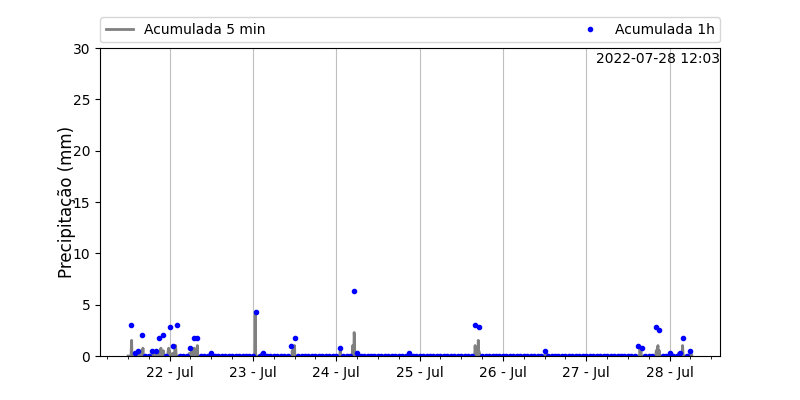 Acumulada 5 min
Acumulada 1h
2022-07-28 12:03
Precipitação (mm)
30
25
20
15
10
5
0
22 - Jul
23 - Jul
24 - Jul
25 - Jul
26 - Jul
27 - Jul
28 - Jul